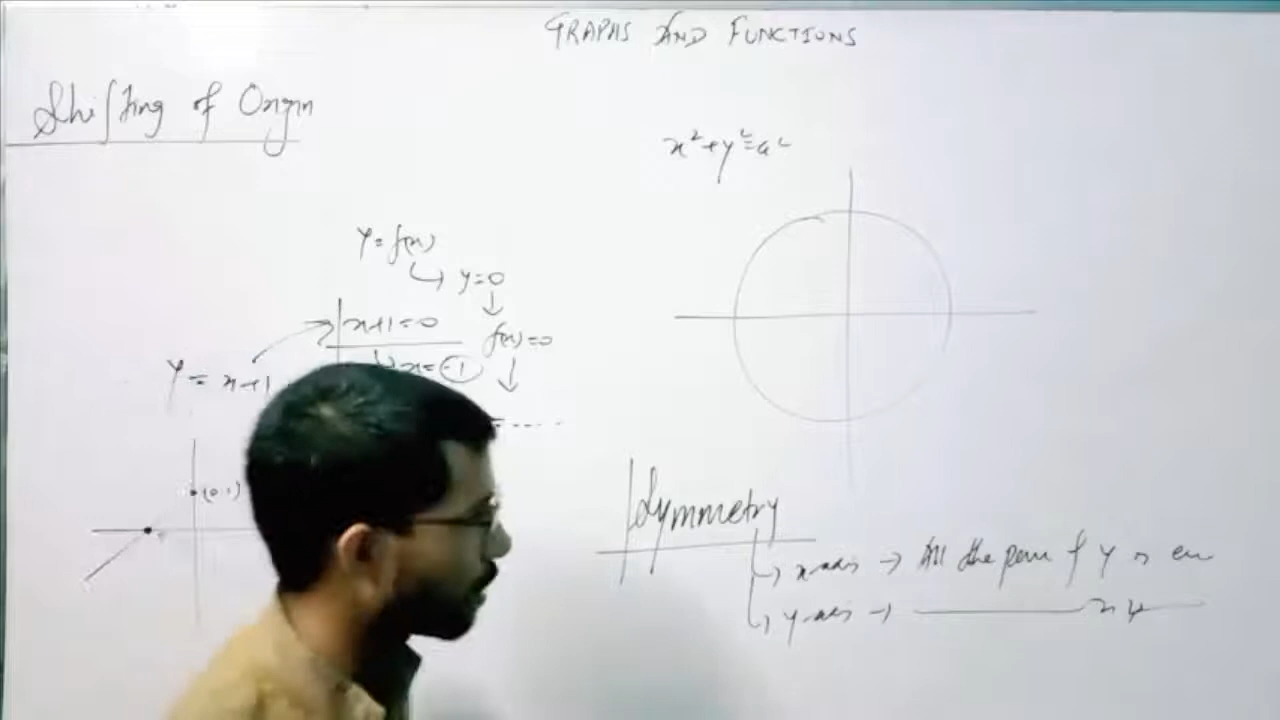 GRAPHS AND FUNCTIONS
Shifting of Origin
x² + y² = a²
y = f(x)
↳ y = 0
↓
f(x) = 0
↓
x+1=0
x = -1
y = x+1
(0,1)
Symmetry
↳ x-axis → All the power of y is even
↳ y-axis → ———— x ————